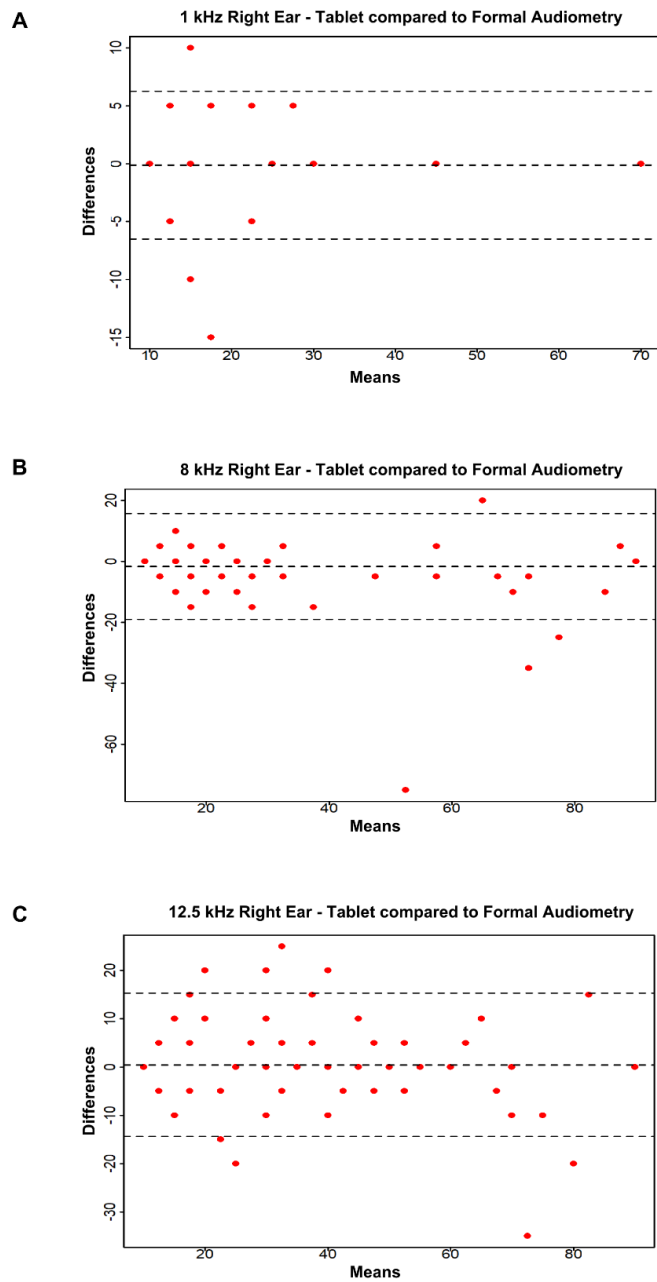 A
1 kHz Right Ear - Tablet compared to Formal Audiometry
10
5
0
-5
-10
-15
Differences
10 20 30 40 50 60 70
Means
B
8 kHz Right Ear - Tablet compared to Formal Audiometry
20
0
-20
-40
-60
Differences
20 40 60 80
Means
C
12.5 kHz Right Ear - Tablet compared to Formal Audiometry
20
10
0
-10
-20
-30
Differences
20 40 60 80
Means